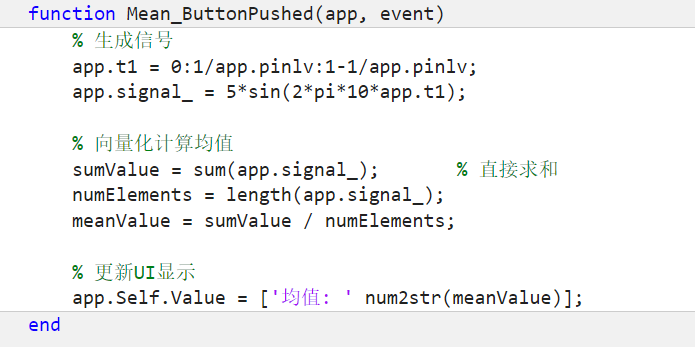 function Mean_ButtonPushed(app, event)
% 生成信号
app.t1 = 0:1/app.pinlv:1-1/app.pinlv;
app.signal_ = 5*sin(2*pi*10*app.t1);
% 向量化计算均值
sumValue = sum(app.signal_); % 直接求和
numElements = length(app.signal_);
meanValue = sumValue / numElements;
% 更新UI显示
app.Self.Value = ['均值: ' num2str(meanValue)];
end